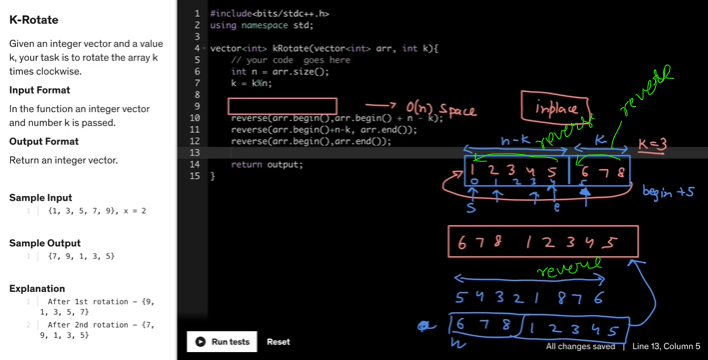 K-Rotate
Given an integer vector and a value
k, your task is to rotate the array k
times clockwise.
Input Format
In the function an integer vector
and number k is passed.
Output Format
Return an integer vector.
Sample Input
1 {1, 3, 5, 7, 9}, x = 2
Sample Output
1 {7, 9, 1, 3, 5}
Explanation
1 After 1st rotation – {9,
1, 3, 5, 7}
2 After 2nd rotation – {7,
9, 1, 3, 5}
1 #include<bits/stdc++.h>
2 using namespace std;
3
4 vector<int> kRotate(vector<int> arr, int k){
5 // your code  goes here
6 int n = arr.size();
7 k = k%n;
8
9
10 reverse(arr.begin(),arr.begin() + n - k);
11 reverse(arr.begin()+n-k, arr.end());
12 reverse(arr.begin(),arr.end());
13
14 return output;
15 }
O(n) space
inplace
reverse
reverse
n-k
k
K=3
1 2 3 4 5 6 7 8
0 1 2 3 4 5
begin +5
s
e
6 7 8 1 2 3 4 5
reverse
5 4 3 2 1 8 7 6
6 7 8 1 2 3 4 5
Run tests
Reset
All changes saved | Line 13, Column 5